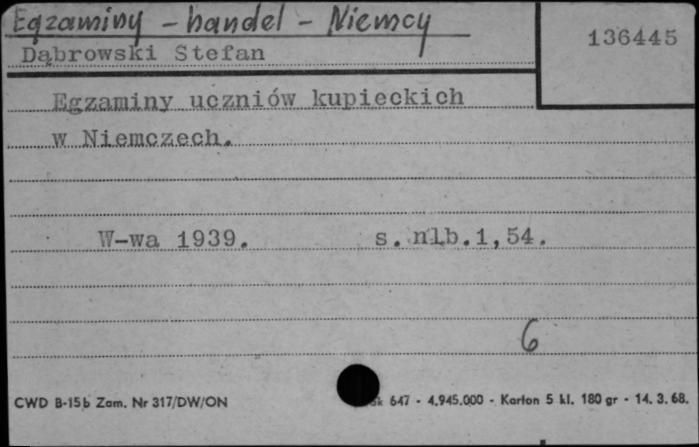 Egzaminy - handel - Niemcy
136445
Dąbrowski Stefan
Egzaminy uczniów kupieckich
w Niemczech.
W-wa 1939. s. nlb.1,54.
6
CWD B-15b Zam. Nr 317/DW/ON 647 - 4.945.000 - Karton 5 kl. 180 gr - 14. 3. 68.